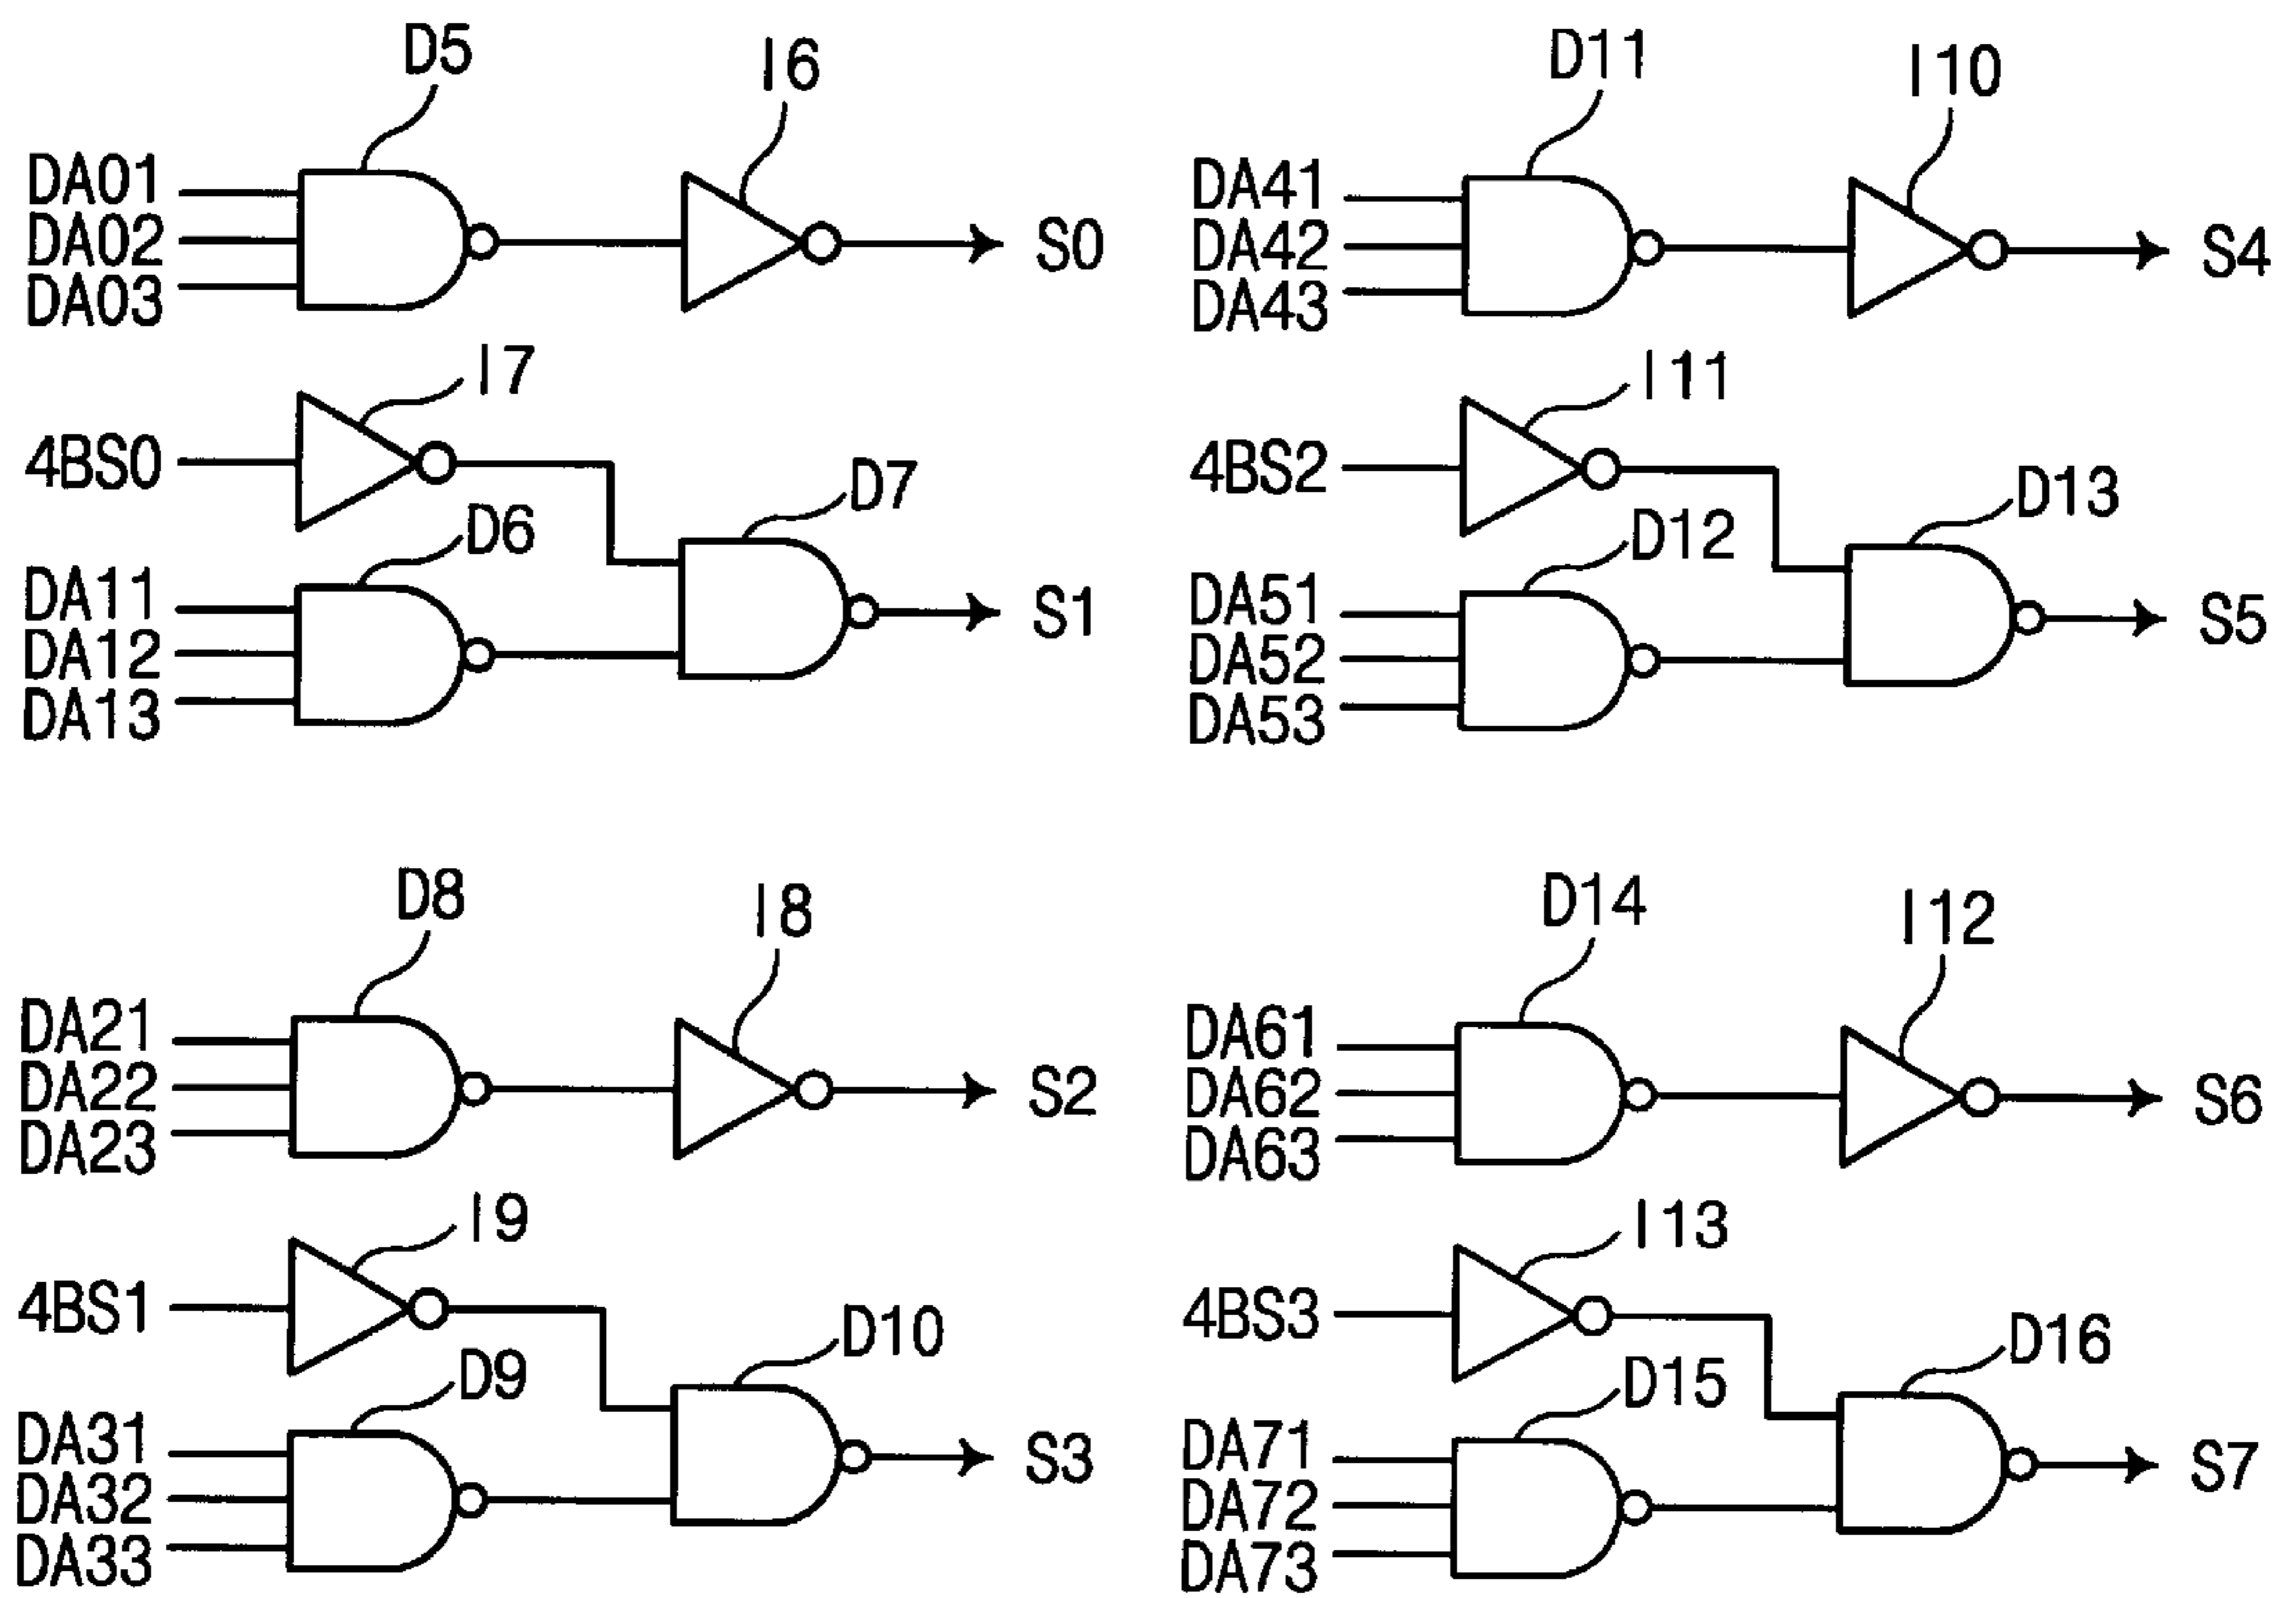 D5
I6
DA01
DA02
DA03
S0
I7
4BS0
D6
D7
DA11
DA12
DA13
S1
D8
I8
DA21
DA22
DA23
S2
I9
4BS1
D9
D10
DA31
DA32
DA33
S3
D11
I10
DA41
DA42
DA43
S4
I11
4BS2
D12
D13
DA51
DA52
DA53
S5
D14
I12
DA61
DA62
DA63
S6
I13
4BS3
D15
D16
DA71
DA72
DA73
S7